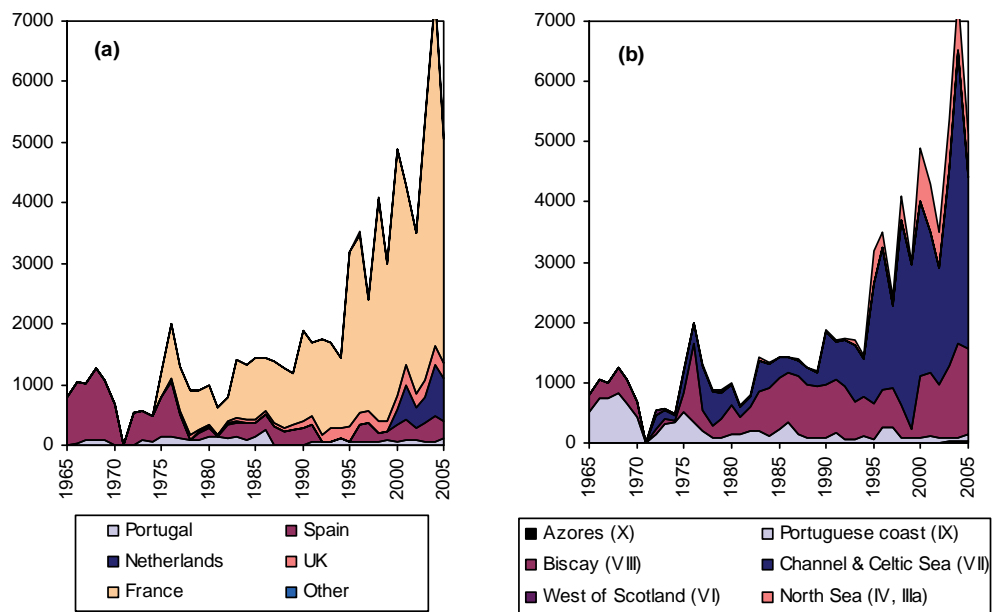 7000
6000
5000
4000
3000
2000
1000
0
(a)
1965
1970
1975
1980
1985
1990
1995
2000
2005
Portugal
Spain
Netherlands
UK
France
Other
7000
6000
5000
4000
3000
2000
1000
0
(b)
1965
1970
1975
1980
1985
1990
1995
2000
2005
Azores (X)
Portuguese coast (IX)
Biscay (VIII)
Channel & Celtic Sea (VII)
West of Scotland (VI)
North Sea (IV, IIIa)